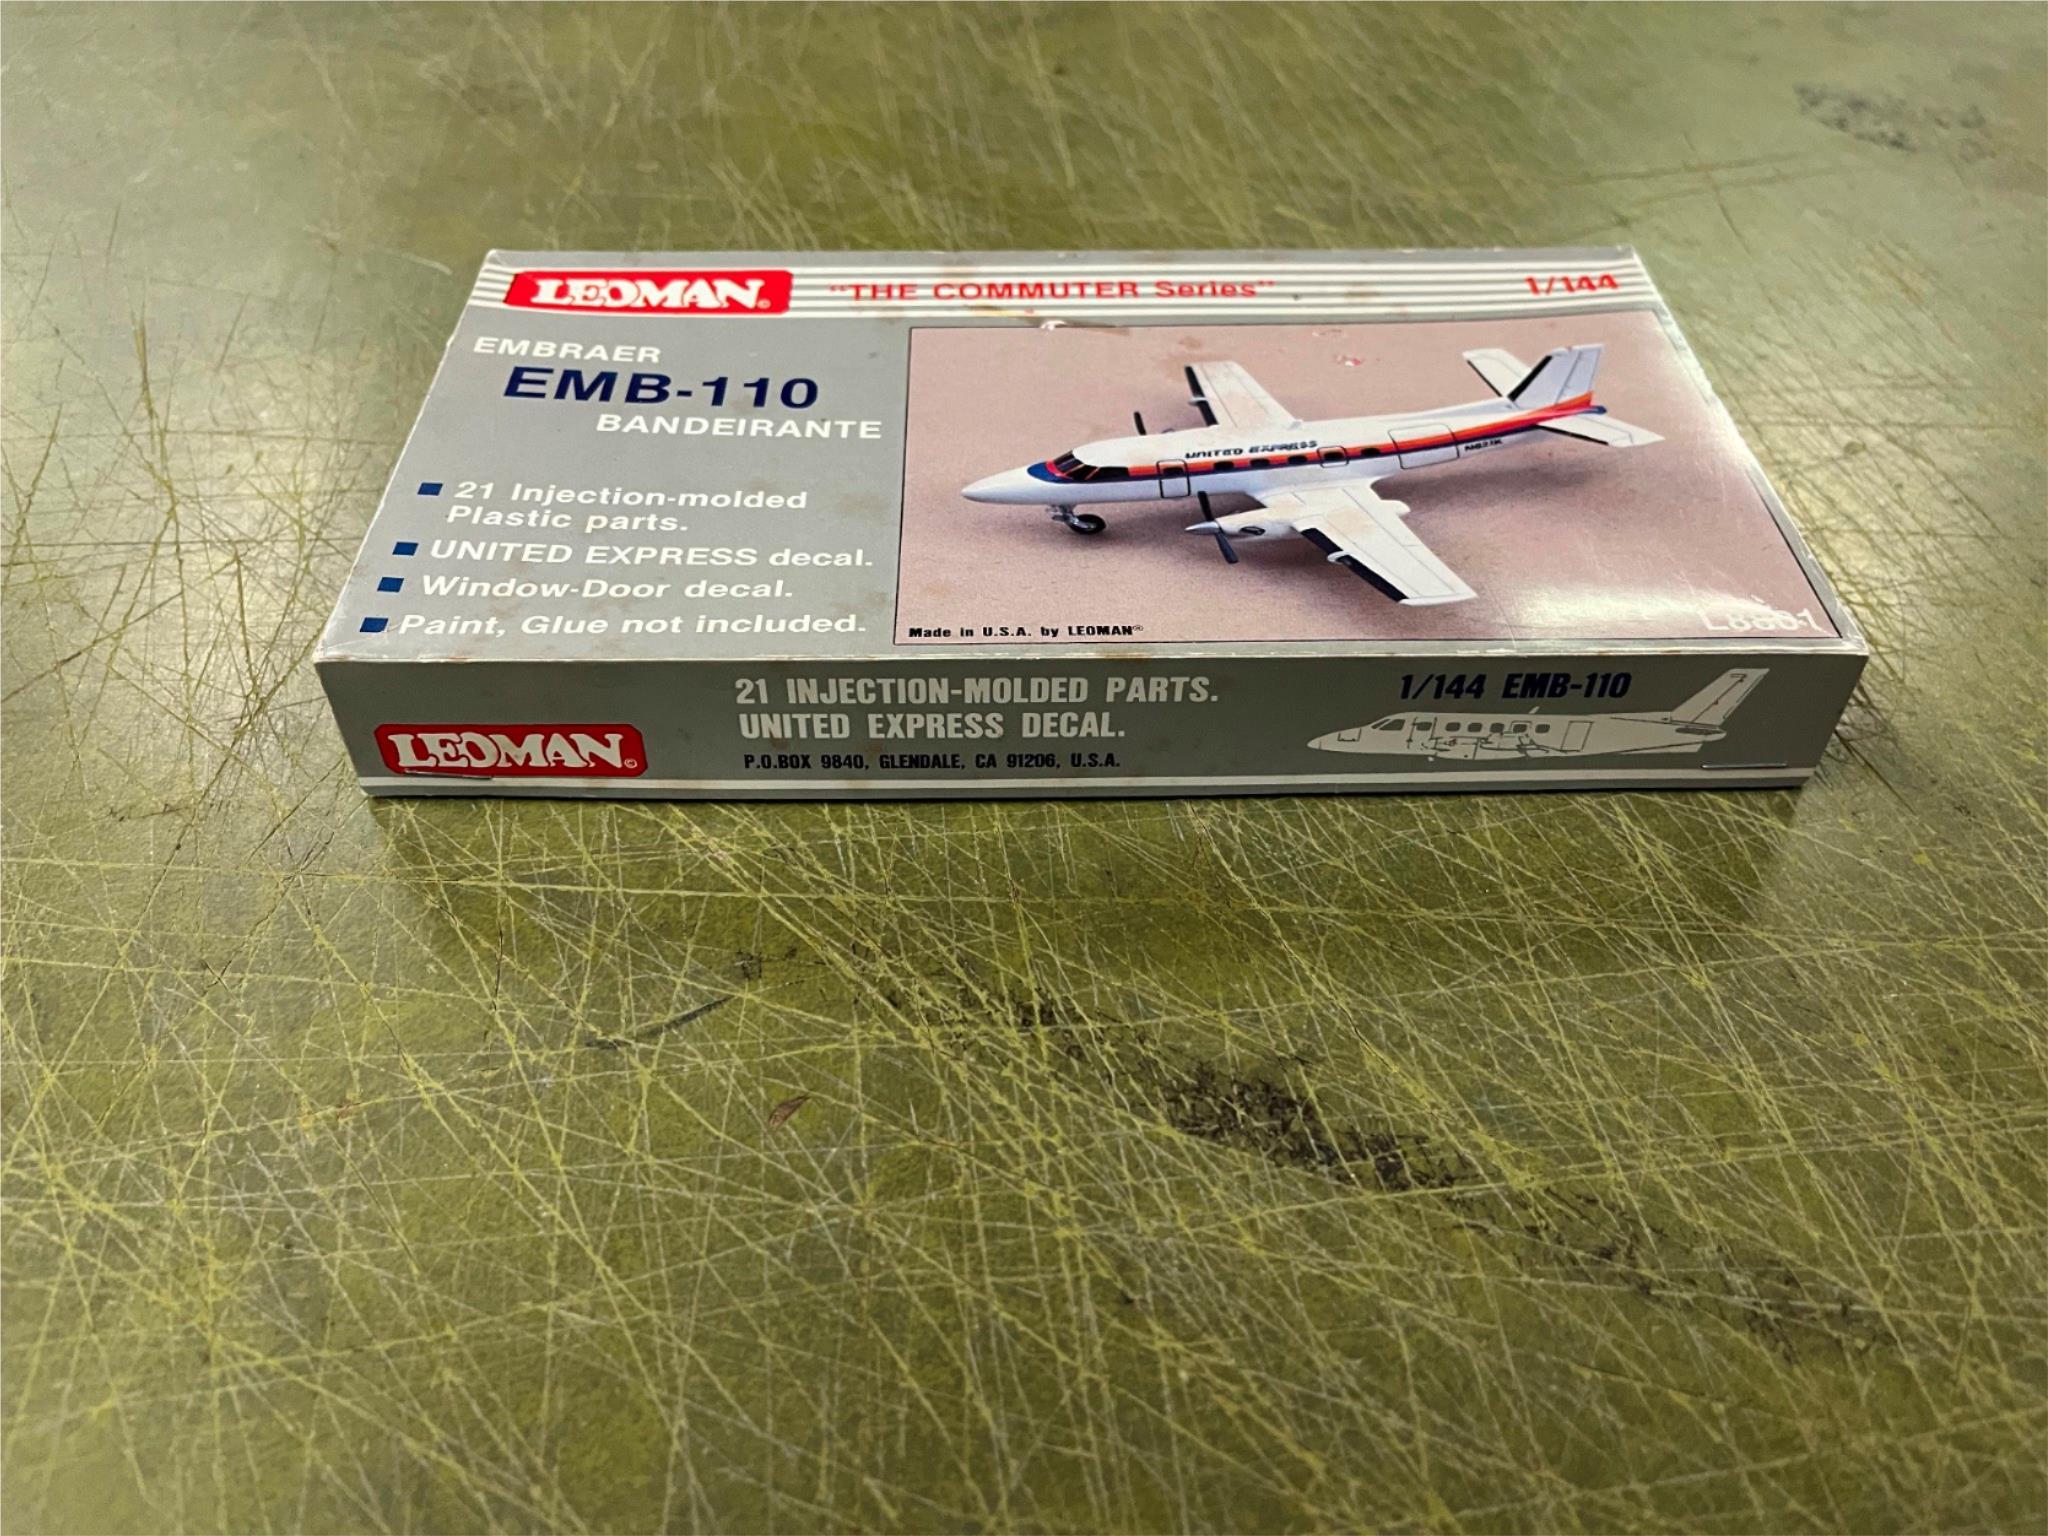 LEOMAN©
"THE COMMUTER Series"
1/144
EMBRAER
EMB-110
BANDEIRANTE
21 Injection-molded
Plastic parts.
UNITED EXPRESS decal.
Window-Door decal.
Paint, Glue not included.
UNITED EXPRESS
Made in U.S.A. by LEOMAN®
LEOMAN©
21 INJECTION-MOLDED PARTS.
UNITED EXPRESS DECAL.
P.O.BOX 9840, GLENDALE, CA 91206, U.S.A.
1/144 EMB-110